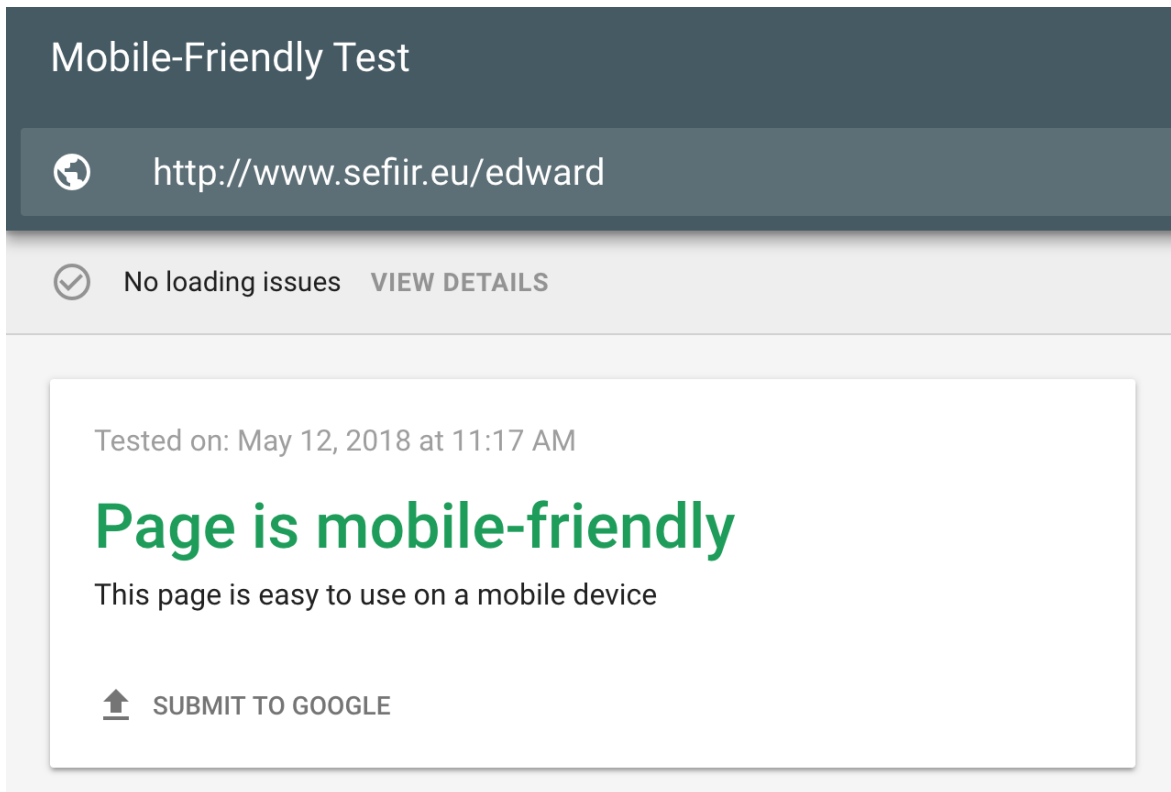 Mobile-Friendly Test
http://www.sefiir.eu/edward
No loading issues VIEW DETAILS
Tested on: May 12, 2018 at 11:17 AM
Page is mobile-friendly
This page is easy to use on a mobile device
SUBMIT TO GOOGLE